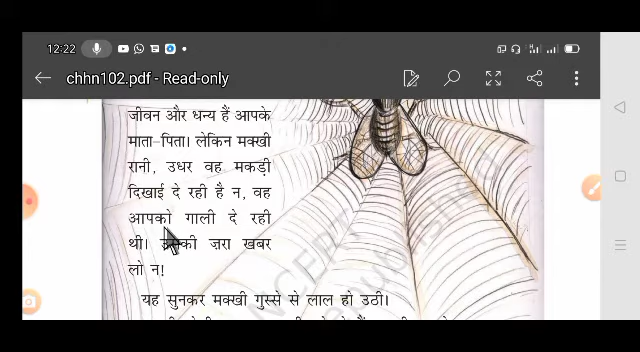 12:22
chhn102.pdf - Read-only
जीवन और धन्य हैं आपके
माता-पिता। लेकिन मक्खी
रानी, उधर वह मकड़ी
दिखाई दे रही है न, वह
आपको गाली दे रही
थी। उसकी ज़रा खबर
लो न!
यह सुनकर मक्खी गुस्से से लाल हो उठी।